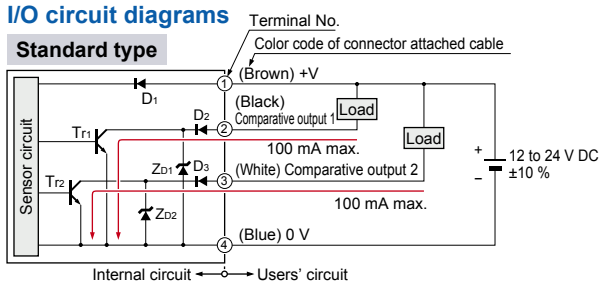 I/O circuit diagrams
Standard type
Terminal No.
Color code of connector attached cable
1
(Brown) +V
D1
(Black)
Comparative output 1
Load
D2
2
Tr1
100 mA max.
Load
Sensor circuit
ZD1
D3
3
(White) Comparative output 2
+
12 to 24 V DC
±10 %
−
Tr2
ZD2
100 mA max.
4
(Blue) 0 V
Internal circuit
Users' circuit